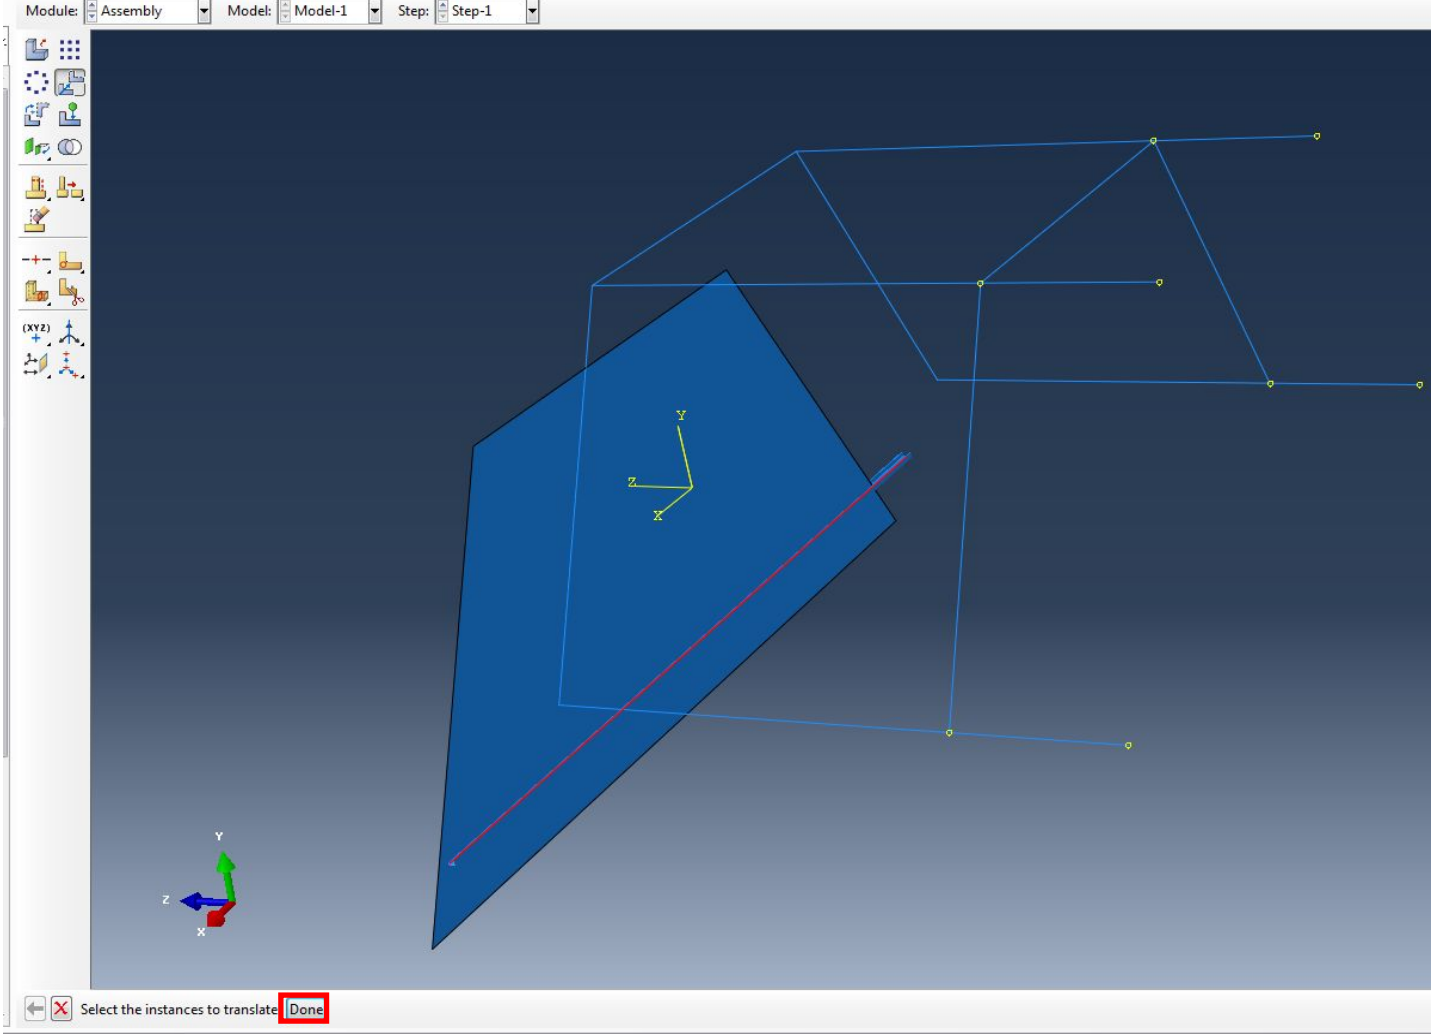 Module: Assembly Model: Model-1 Step: Step-1
(XYZ)
Y
Z
X
Y
Z
X
Select the instances to translate Done